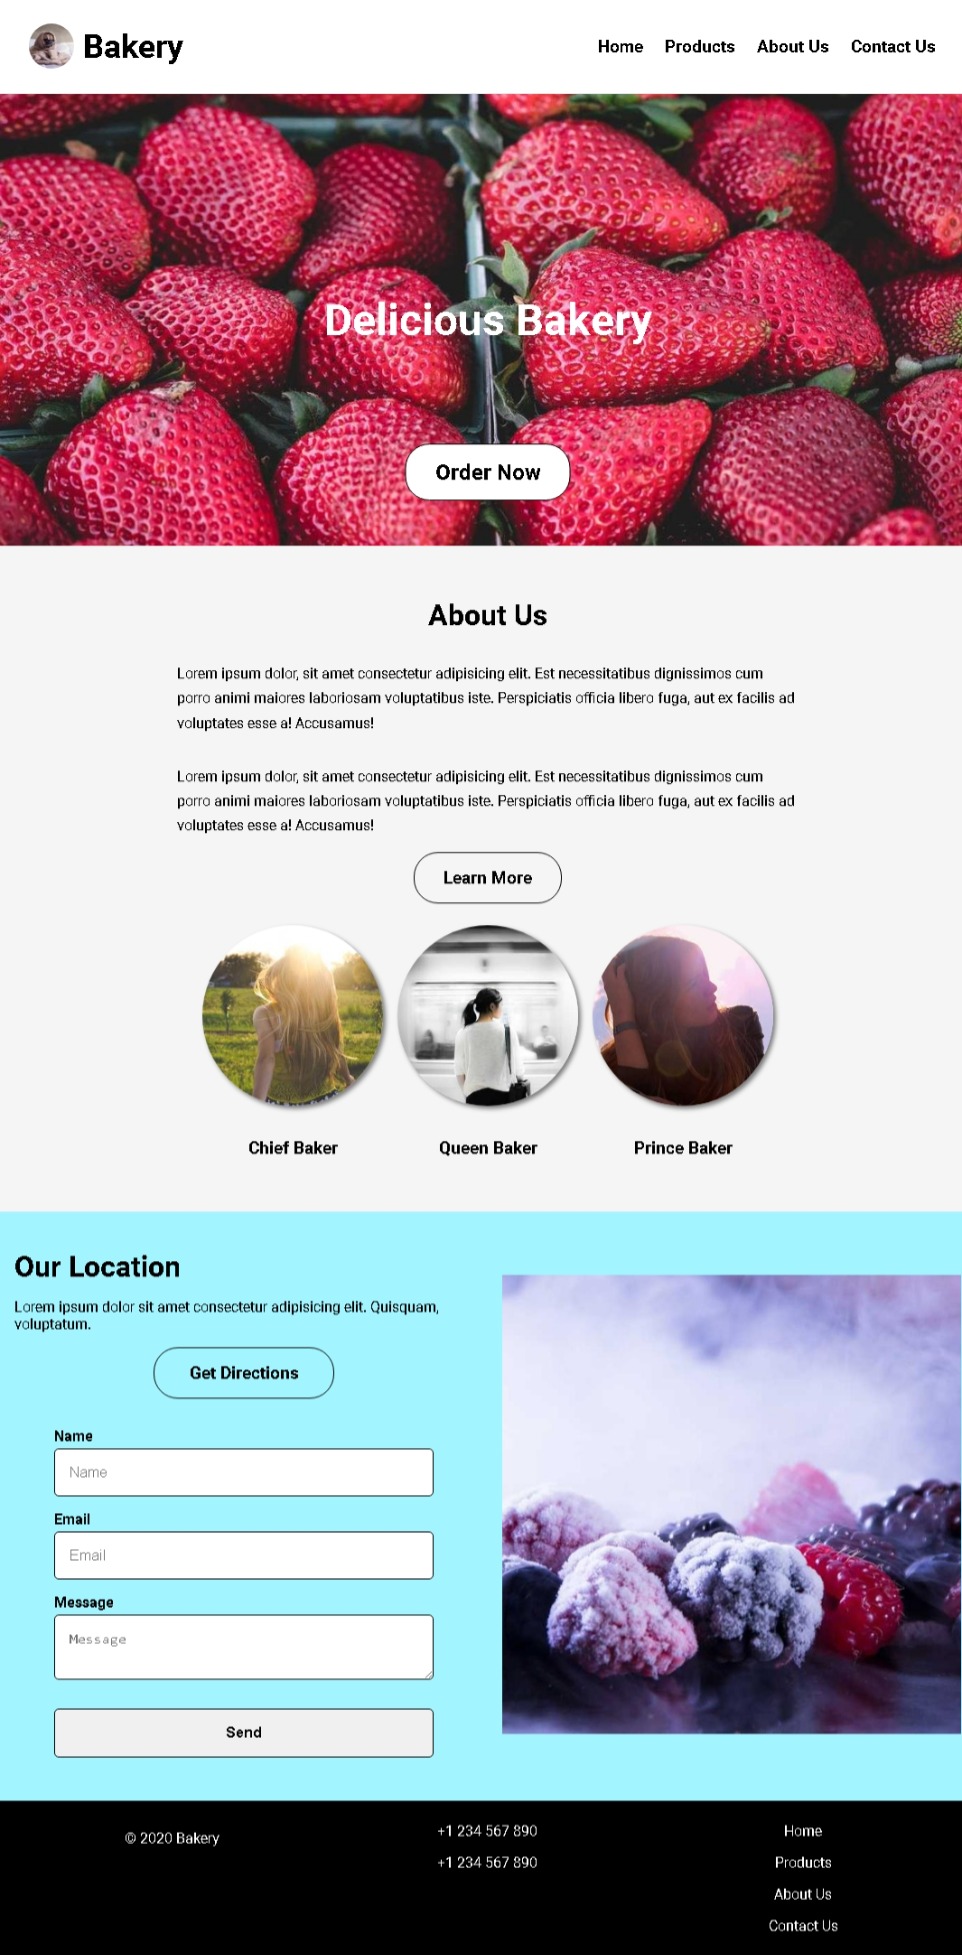 Bakery
Home Products About Us Contact Us
Delicious Bakery
Order Now
About Us
Lorem ipsum dolor, sit amet consectetur adipisicing elit. Est necessitatibus dignissimos cum
porro animi maiores laboriosam voluptatibus iste. Perspiciatis officia libero fuga, aut ex facilis ad
voluptates esse a! Accusamus!
Lorem ipsum dolor, sit amet consectetur adipisicing elit. Est necessitatibus dignissimos cum
porro animi maiores laboriosam voluptatibus iste. Perspiciatis officia libero fuga, aut ex facilis ad
voluptates esse a! Accusamus!
Learn More
Chief Baker
Queen Baker
Prince Baker
Our Location
Lorem ipsum dolor sit amet consectetur adipisicing elit. Quisquam,
voluptatum.
Get Directions
Name
Name
Email
Email
Message
Message
Send
© 2020 Bakery
+1 234 567 890
+1 234 567 890
Home
Products
About Us
Contact Us